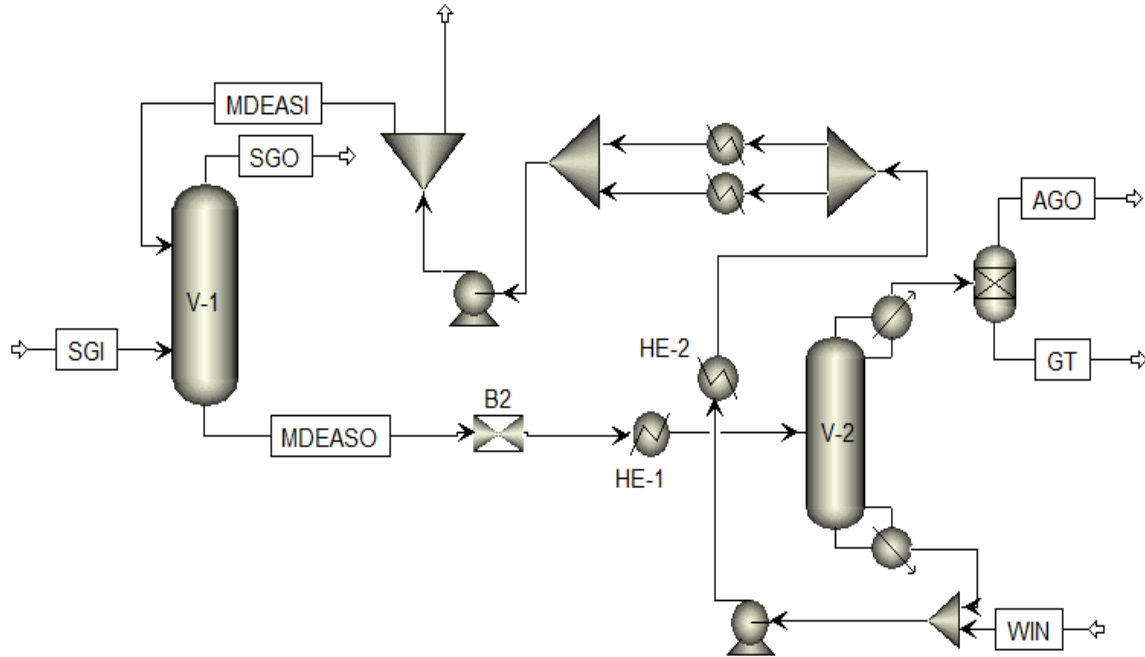 MDEASI
SGO
V-1
SGI
MDEASO
B2
HE-1
HE-2
V-2
AGO
GT
WIN